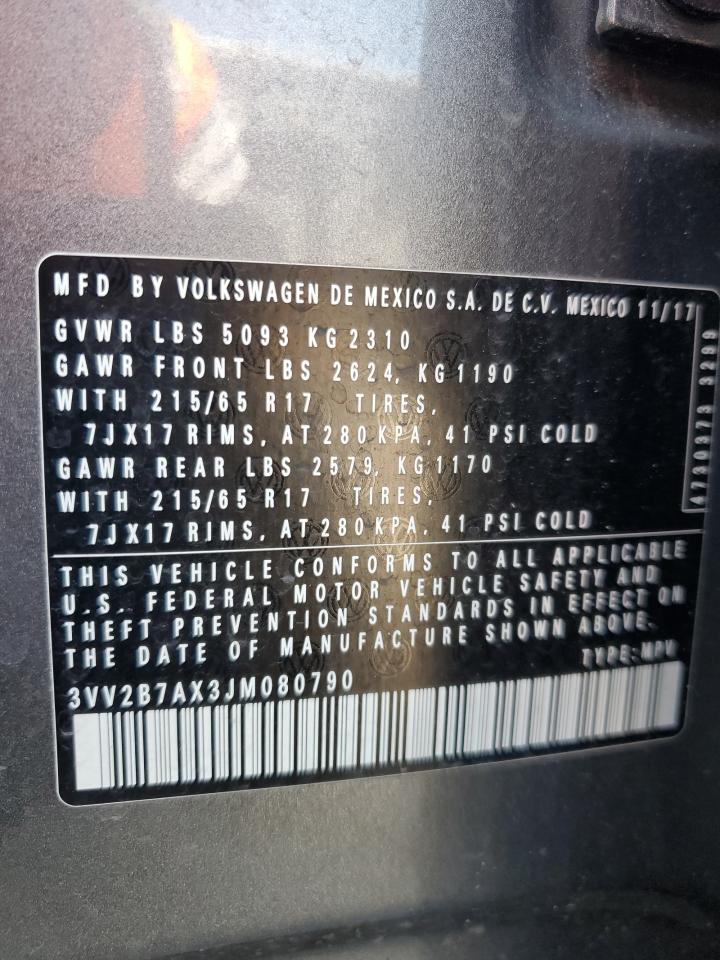 MFD BY VOLKSWAGEN DE MEXICO S.A. DE C.V. MEXICO 11/17
GVWR LBS 5093 KG 2310
GAWR FRONT LBS 2624, KG 1190
WITH 215/65 R17 TIRES,
7JX17 RIMS, AT 280 KPA, 41 PSI COLD
GAWR REAR LBS 2579, KG 1170
WITH 215/65 R17 TIRES,
7JX17 RIMS, AT 280 KPA, 41 PSI COLD
4730373 3299
THIS VEHICLE CONFORMS TO ALL APPLICABLE
U.S. FEDERAL MOTOR VEHICLE SAFETY AND
THEFT PREVENTION STANDARDS IN EFFECT ON
THE DATE OF MANUFACTURE SHOWN ABOVE.
TYPE: MPV
3VV2B7AX3JM080790